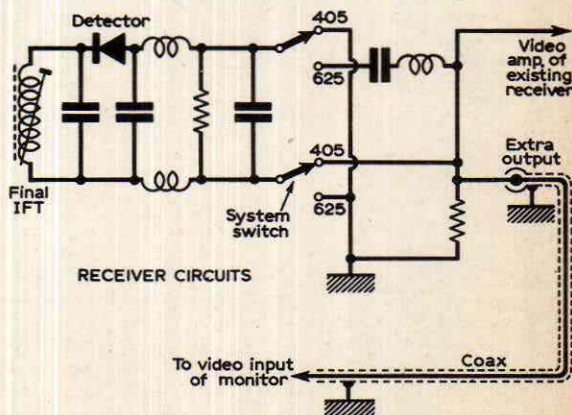 Detector
405
625
Video
amp. of
existing
receiver
Final
IFT
405
625
System
switch
Extra
output
RECEIVER CIRCUITS
To video input
of monitor
Coax